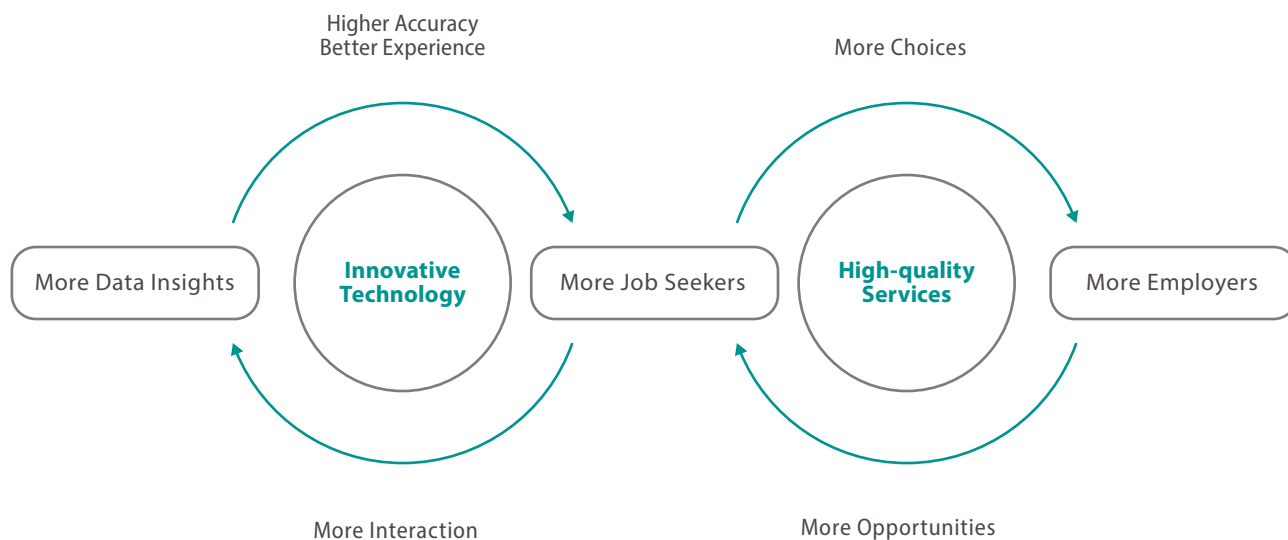 Higher Accuracy
Better Experience
More Choices
More Data Insights
Innovative
Technology
More Job Seekers
High-quality
Services
More Employers
More Interaction
More Opportunities